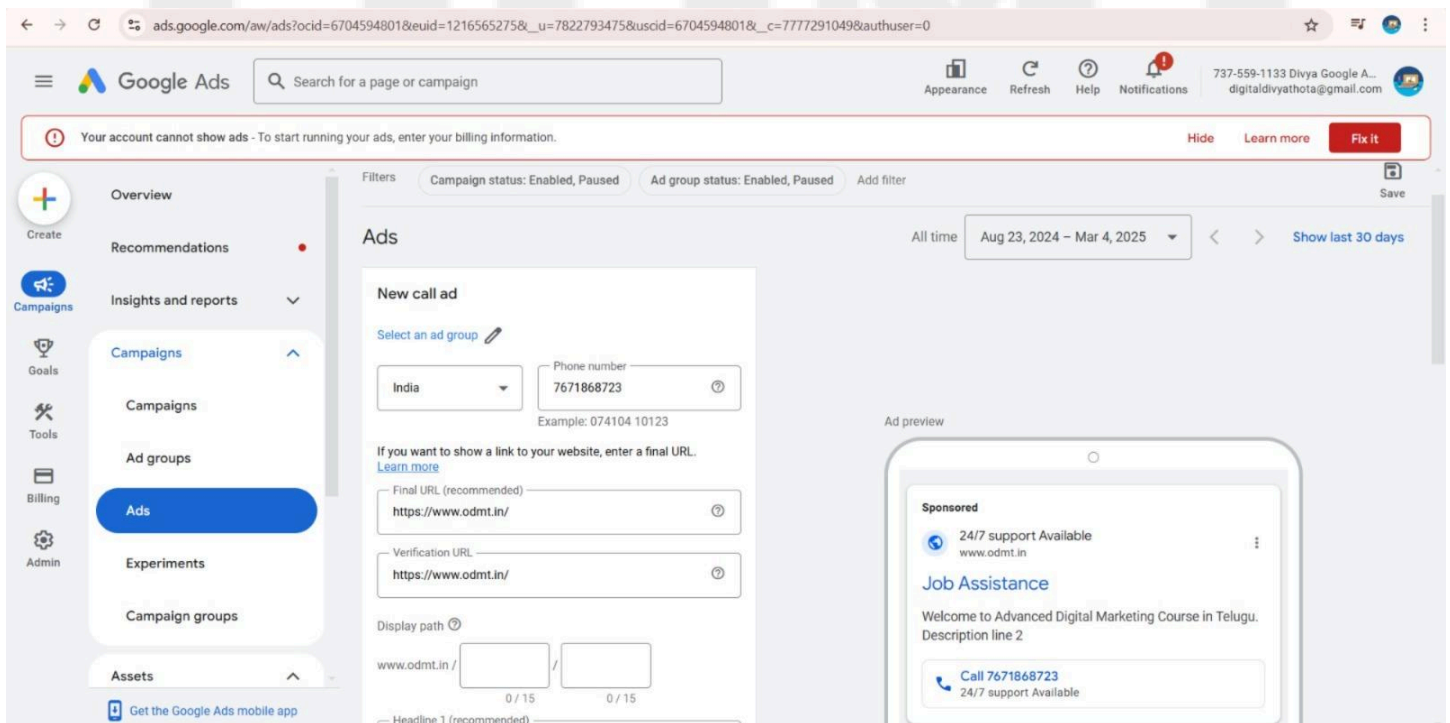 ads.google.com/aw/ads?ocid=6704594801&euid=1216565275&__u=7822793475&uscid=6704594801&__c=7777291049&authuser=0
Google Ads
Search for a page or campaign
Appearance
Refresh
Help
Notifications
737-559-1133 Divya Google A...
digitaldivyathota@gmail.com
Your account cannot show ads - To start running your ads, enter your billing information.
Hide
Learn more
Fix it
Create
Campaigns
Goals
Tools
Billing
Admin
Overview
Recommendations
Insights and reports
Campaigns
Campaigns
Ad groups
Ads
Experiments
Campaign groups
Assets
Get the Google Ads mobile app
Filters
Campaign status: Enabled, Paused
Ad group status: Enabled, Paused
Add filter
Save
Ads
All time
Aug 23, 2024 – Mar 4, 2025
Show last 30 days
New call ad
Select an ad group
India
Phone number
7671868723
Example: 074104 10123
If you want to show a link to your website, enter a final URL.
Learn more
Final URL (recommended)
https://www.odmt.in/
Verification URL
https://www.odmt.in/
Display path
www.odmt.in /
/
0 / 15
0 / 15
Headline 1 (recommended)
Ad preview
Sponsored
24/7 support Available
www.odmt.in
Job Assistance
Welcome to Advanced Digital Marketing Course in Telugu.
Description line 2
Call 7671868723
24/7 support Available